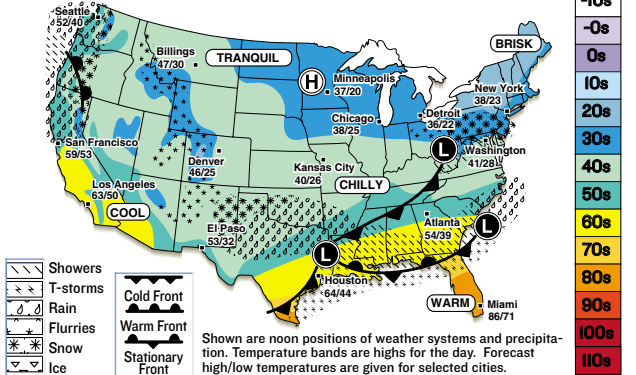 Seattle
52/40
Billings
47/30
TRANQUIL
BRISK
H
Minneapolis
37/20
New York
38/23
Chicago
38/25
Detroit
36/22
San Francisco
59/53
Denver
46/25
Kansas City
40/26
L
Washington
41/28
Los Angeles
63/50
CHILLY
COOL
El Paso
53/32
Atlanta
54/39
L
L
Houston
64/44
WARM
Miami
86/71
Showers
T-storms
Rain
Flurries
Snow
Ice
Cold Front
Warm Front
Stationary
Front
Shown are noon positions of weather systems and precipita-
tion. Temperature bands are highs for the day. Forecast
high/low temperatures are given for selected cities.
-10s
-0s
0s
10s
20s
30s
40s
50s
60s
70s
80s
90s
100s
110s